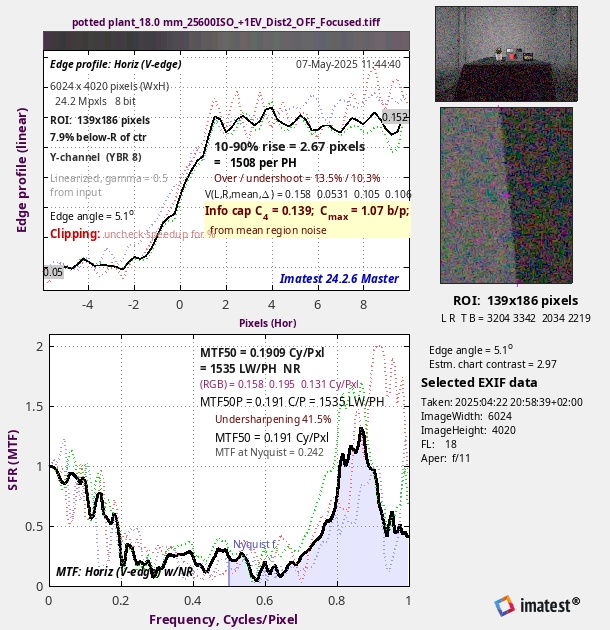 potted plant_18.0 mm_25600ISO_+1EV_Dist2_OFF_Focused.tiff
Edge profile: Horiz (V-edge)
07-May-2025 11:44:40
6024 x 4020 pixels (WxH)
24.2 Mpxls 8 bit
ROI: 139x186 pixels
7.9% below-R of ctr
Y-channel (YBR 8)
Linearized, gamma = 0.5
from input
Edge angle = 5.1°
Clipping: uncheck speedup for %
0.152
10-90% rise = 2.67 pixels
= 1508 per PH
Over / undershoot = 13.5% / 10.3%
V(L,R,mean,Δ) = 0.158 0.0531 0.105 0.106
Info cap C4 = 0.139; Cmax = 1.07 b/p;
from mean region noise
0.05
Imatest 24.2.6 Master
Edge profile (linear)
-4 -2 0 2 4 6 8
Pixels (Hor)
ROI: 139x186 pixels
L R T B = 3204 3342 2034 2219
Edge angle = 5.1°
Estm. chart contrast = 2.97
Selected EXIF data
Taken: 2025:04:22 20:58:39+02:00
ImageWidth: 6024
ImageHeight: 4020
FL: 18
Aper: f/11
MTF50 = 0.1909 Cy/Pxl
= 1535 LW/PH NR
(RGB) = 0.158 0.195 0.131 Cy/Pxl
MTF50P = 0.191 C/P = 1535 LW/PH
Undersharpening 41.5%
MTF50 = 0.191 Cy/Pxl
MTF at Nyquist = 0.242
Nyquist f.
MTF: Horiz (V-edge) w/NR
SFR (MTF)
2
1.5
1
0.5
0
0 0.2 0.4 0.6 0.8 1
Frequency, Cycles/Pixel
imatest®